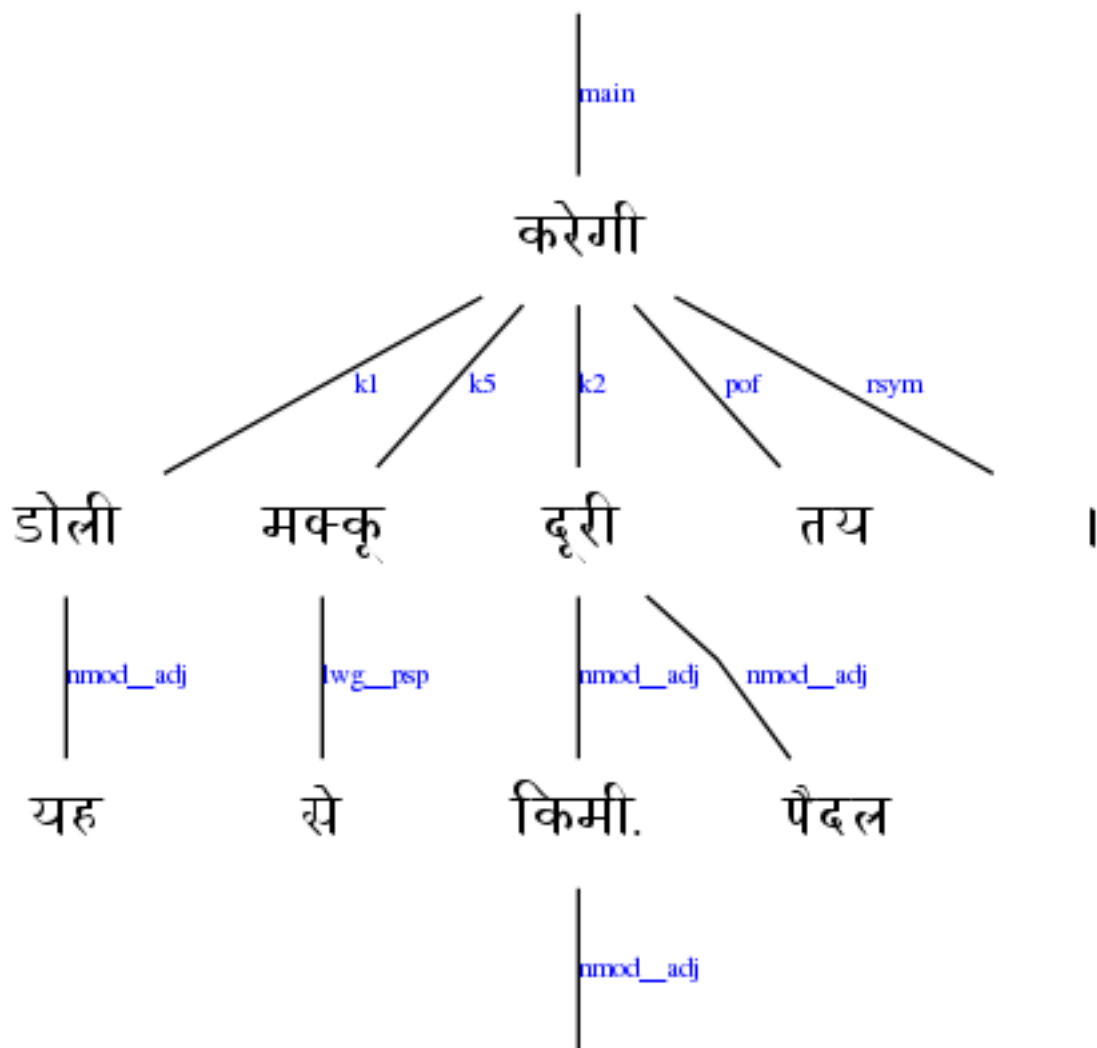 main
करेगी
k1 k5 k2 pof rsym
डोली मक्कू दूरी तय ।
nmod__adj lwg__psp nmod__adj nmod__adj
यह से किमी. पैदल
nmod__adj